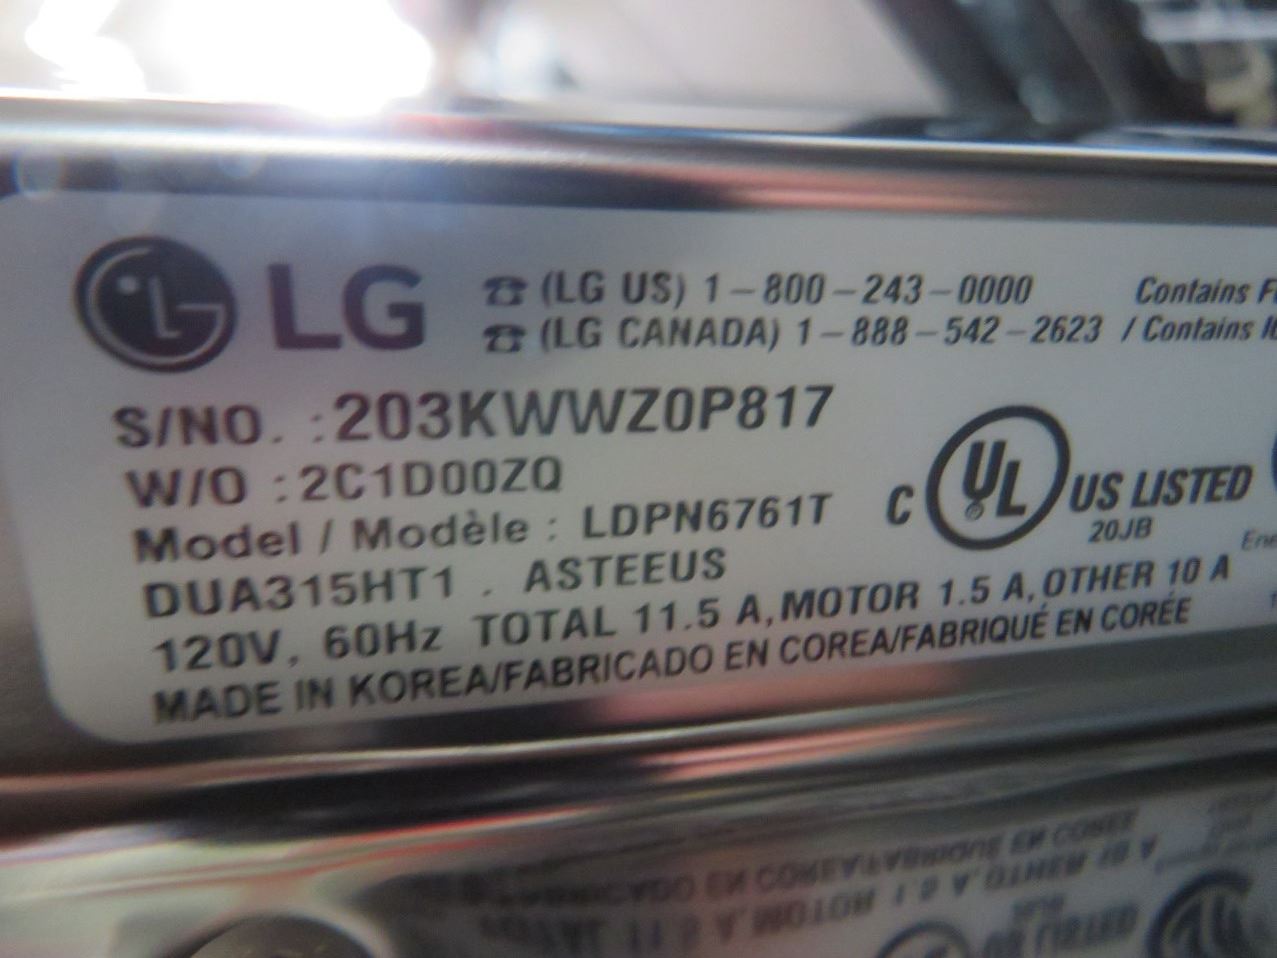 LG
☎ (LG US) 1-800-243-0000 Contains
☎ (LG CANADA) 1-888-542-2623 / Contains
S/NO. :203KWWZ0P817
W/O :2C1D00ZQ
Model / Modèle : LDPN6761T
DUA315HT1 . ASTEEUS
C UL US LISTED
20JB
120V, 60Hz TOTAL 11.5 A, MOTOR 1.5 A, OTHER 10 A
MADE IN KOREA/FABRICADO EN COREA/FABRIQUÉ EN CORÉE